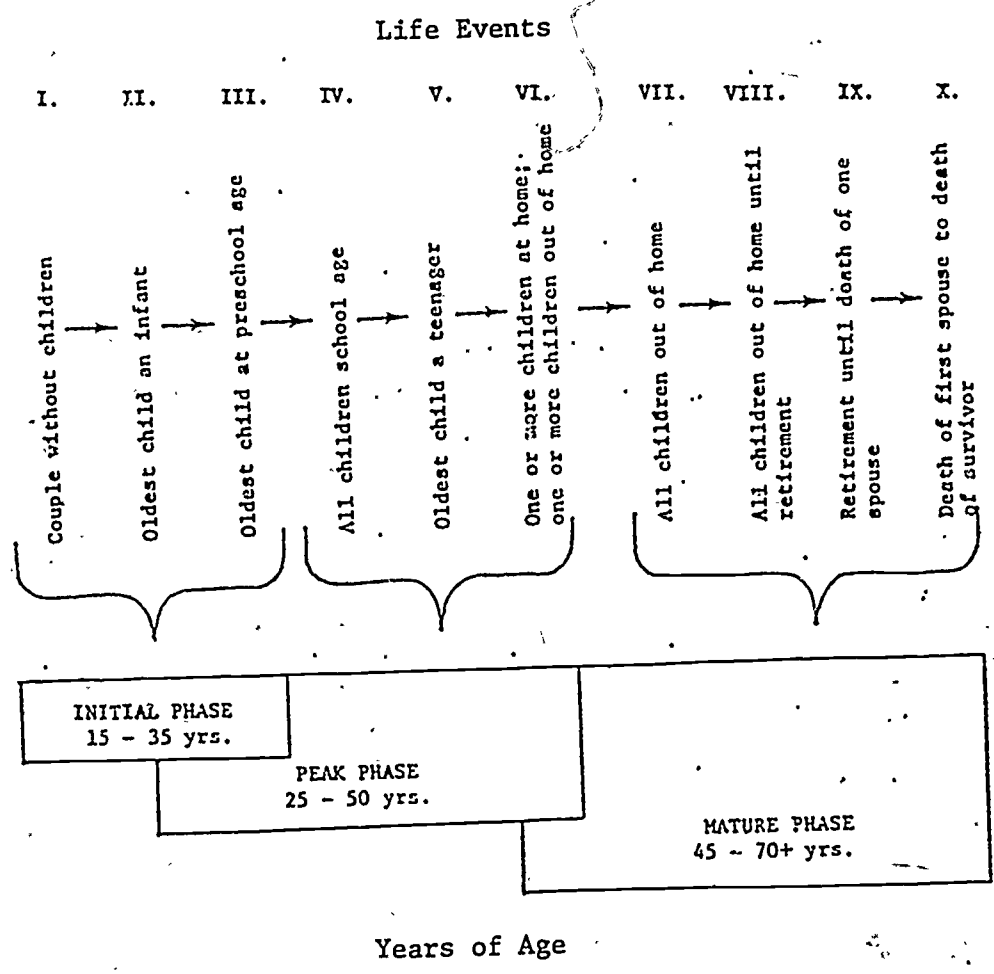 Life Events
I. II. III. IV. V. VI. VII. VIII. IX. X.
Couple without children
Oldest child an infant
Oldest child at preschool age
All children school age
Oldest child a teenager
One or more children at home;
one or more children out of home
All children out of home
All children out of home until
retirement
Retirement until death of one
spouse
Death of first spouse to death
of survivor
INITIAL PHASE
15 - 35 yrs.
PEAK PHASE
25 - 50 yrs.
MATURE PHASE
45 - 70+ yrs.
Years of Age